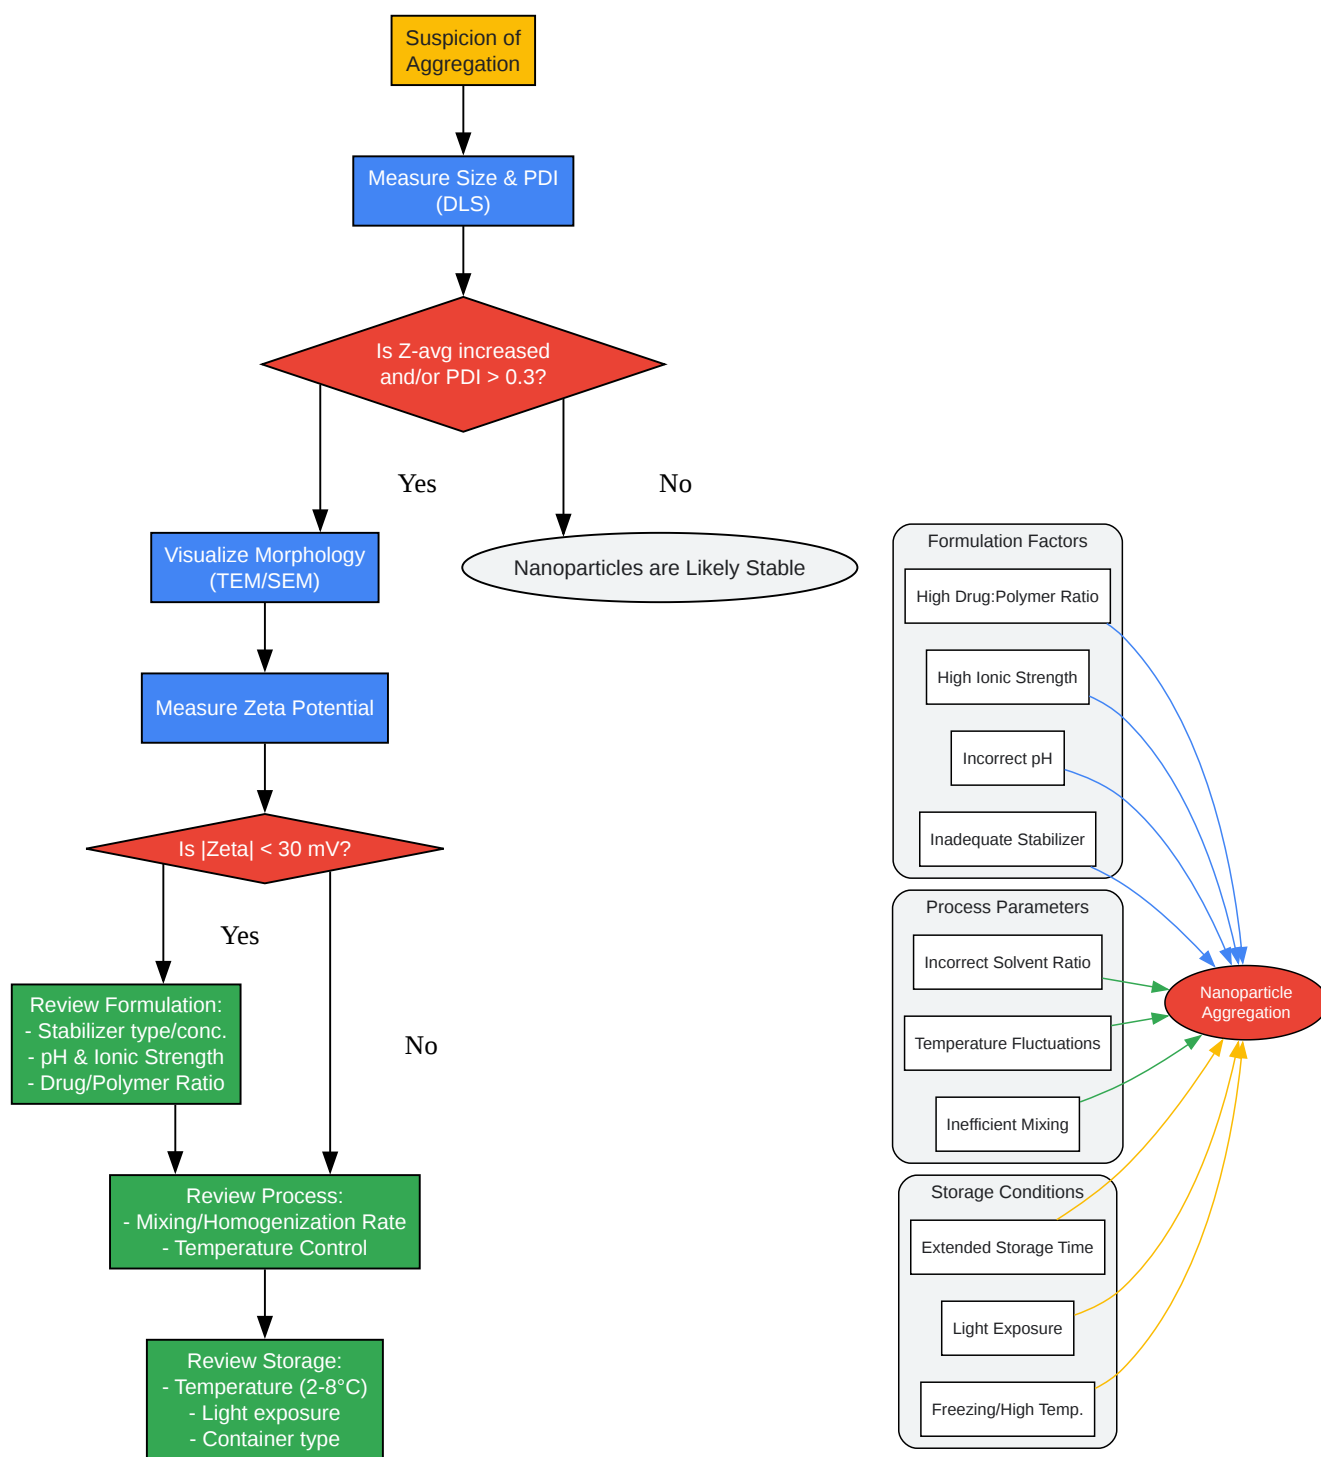 Suspicion of
Aggregation
Measure Size & PDI
(DLS)
Is Z-avg increased
and/or PDI > 0.3?
Yes
No
Visualize Morphology
(TEM/SEM)
Nanoparticles are Likely Stable
Measure Zeta Potential
Is |Zeta| < 30 mV?
Yes
No
Review Formulation:
- Stabilizer type/conc.
- pH & Ionic Strength
- Drug/Polymer Ratio
Review Process:
- Mixing/Homogenization Rate
- Temperature Control
Review Storage:
- Temperature (2-8°C)
- Light exposure
- Container type
Formulation Factors
High Drug:Polymer Ratio
High Ionic Strength
Incorrect pH
Inadequate Stabilizer
Process Parameters
Incorrect Solvent Ratio
Temperature Fluctuations
Inefficient Mixing
Storage Conditions
Extended Storage Time
Light Exposure
Freezing/High Temp.
Nanoparticle
Aggregation